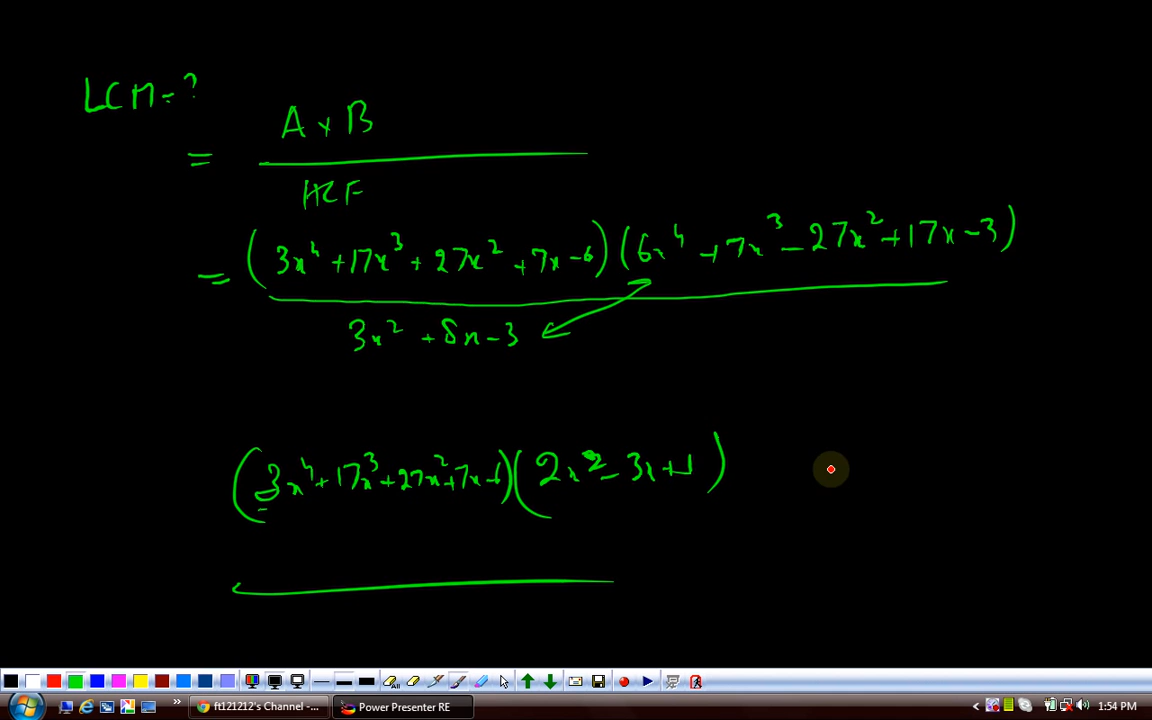 LCM = ?
= A x B
HCF
= (3x⁴ + 17x³ + 27x² + 7x - 6)(6x⁴ + 7x³ - 27x² + 17x - 3)
3x² + 8x - 3
(3x⁴ + 17x³ + 27x² + 7x - 6)(2x² - 3x + 1)
ft121212's Channel - ... Power Presenter RE 1:54 PM